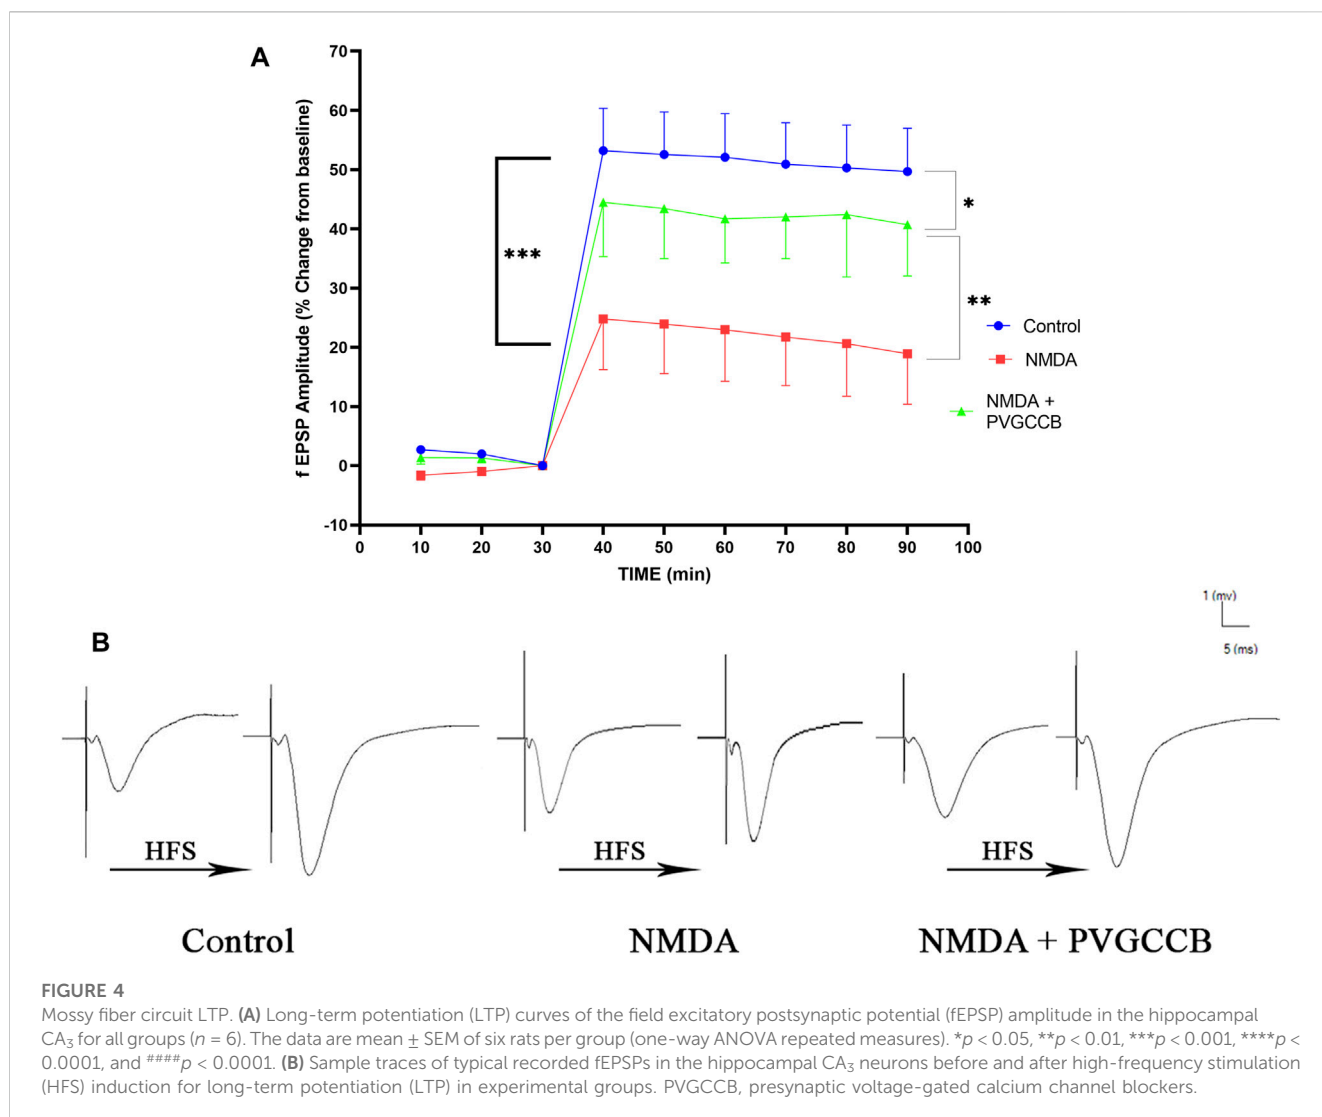 A
70
60
50
40
30
20
10
0
-10
f EPSP Amplitude (% Change from baseline)
***
*
**
Control
NMDA
NMDA +
PVGCCB
0 10 20 30 40 50 60 70 80 90 100
TIME (min)
1 (mv)
5 (ms)
B
HFS HFS HFS
Control NMDA NMDA + PVGCCB
FIGURE 4
Mossy fiber circuit LTP. (A) Long-term potentiation (LTP) curves of the field excitatory postsynaptic potential (fEPSP) amplitude in the hippocampal
CA₃ for all groups (n = 6). The data are mean ± SEM of six rats per group (one-way ANOVA repeated measures). *p < 0.05, **p < 0.01, ***p < 0.001, ****p <
0.0001, and ####p < 0.0001. (B) Sample traces of typical recorded fEPSPs in the hippocampal CA₃ neurons before and after high-frequency stimulation
(HFS) induction for long-term potentiation (LTP) in experimental groups. PVGCCB, presynaptic voltage-gated calcium channel blockers.